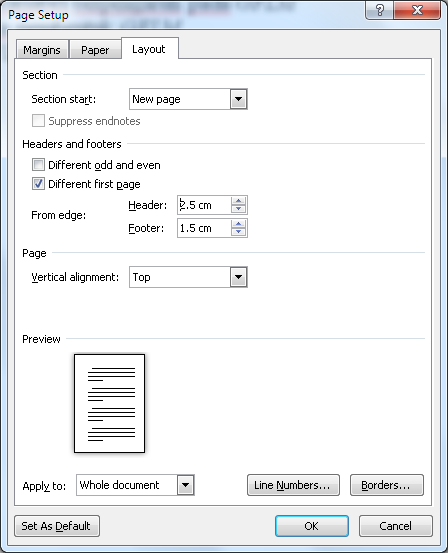 Page Setup
Margins Paper Layout
Section
Section start: New page
Suppress endnotes
Headers and footers
Different odd and even
Different first page
From edge: Header: 2.5 cm
Footer: 1.5 cm
Page
Vertical alignment: Top
Preview
Apply to: Whole document Line Numbers... Borders...
Set As Default OK Cancel